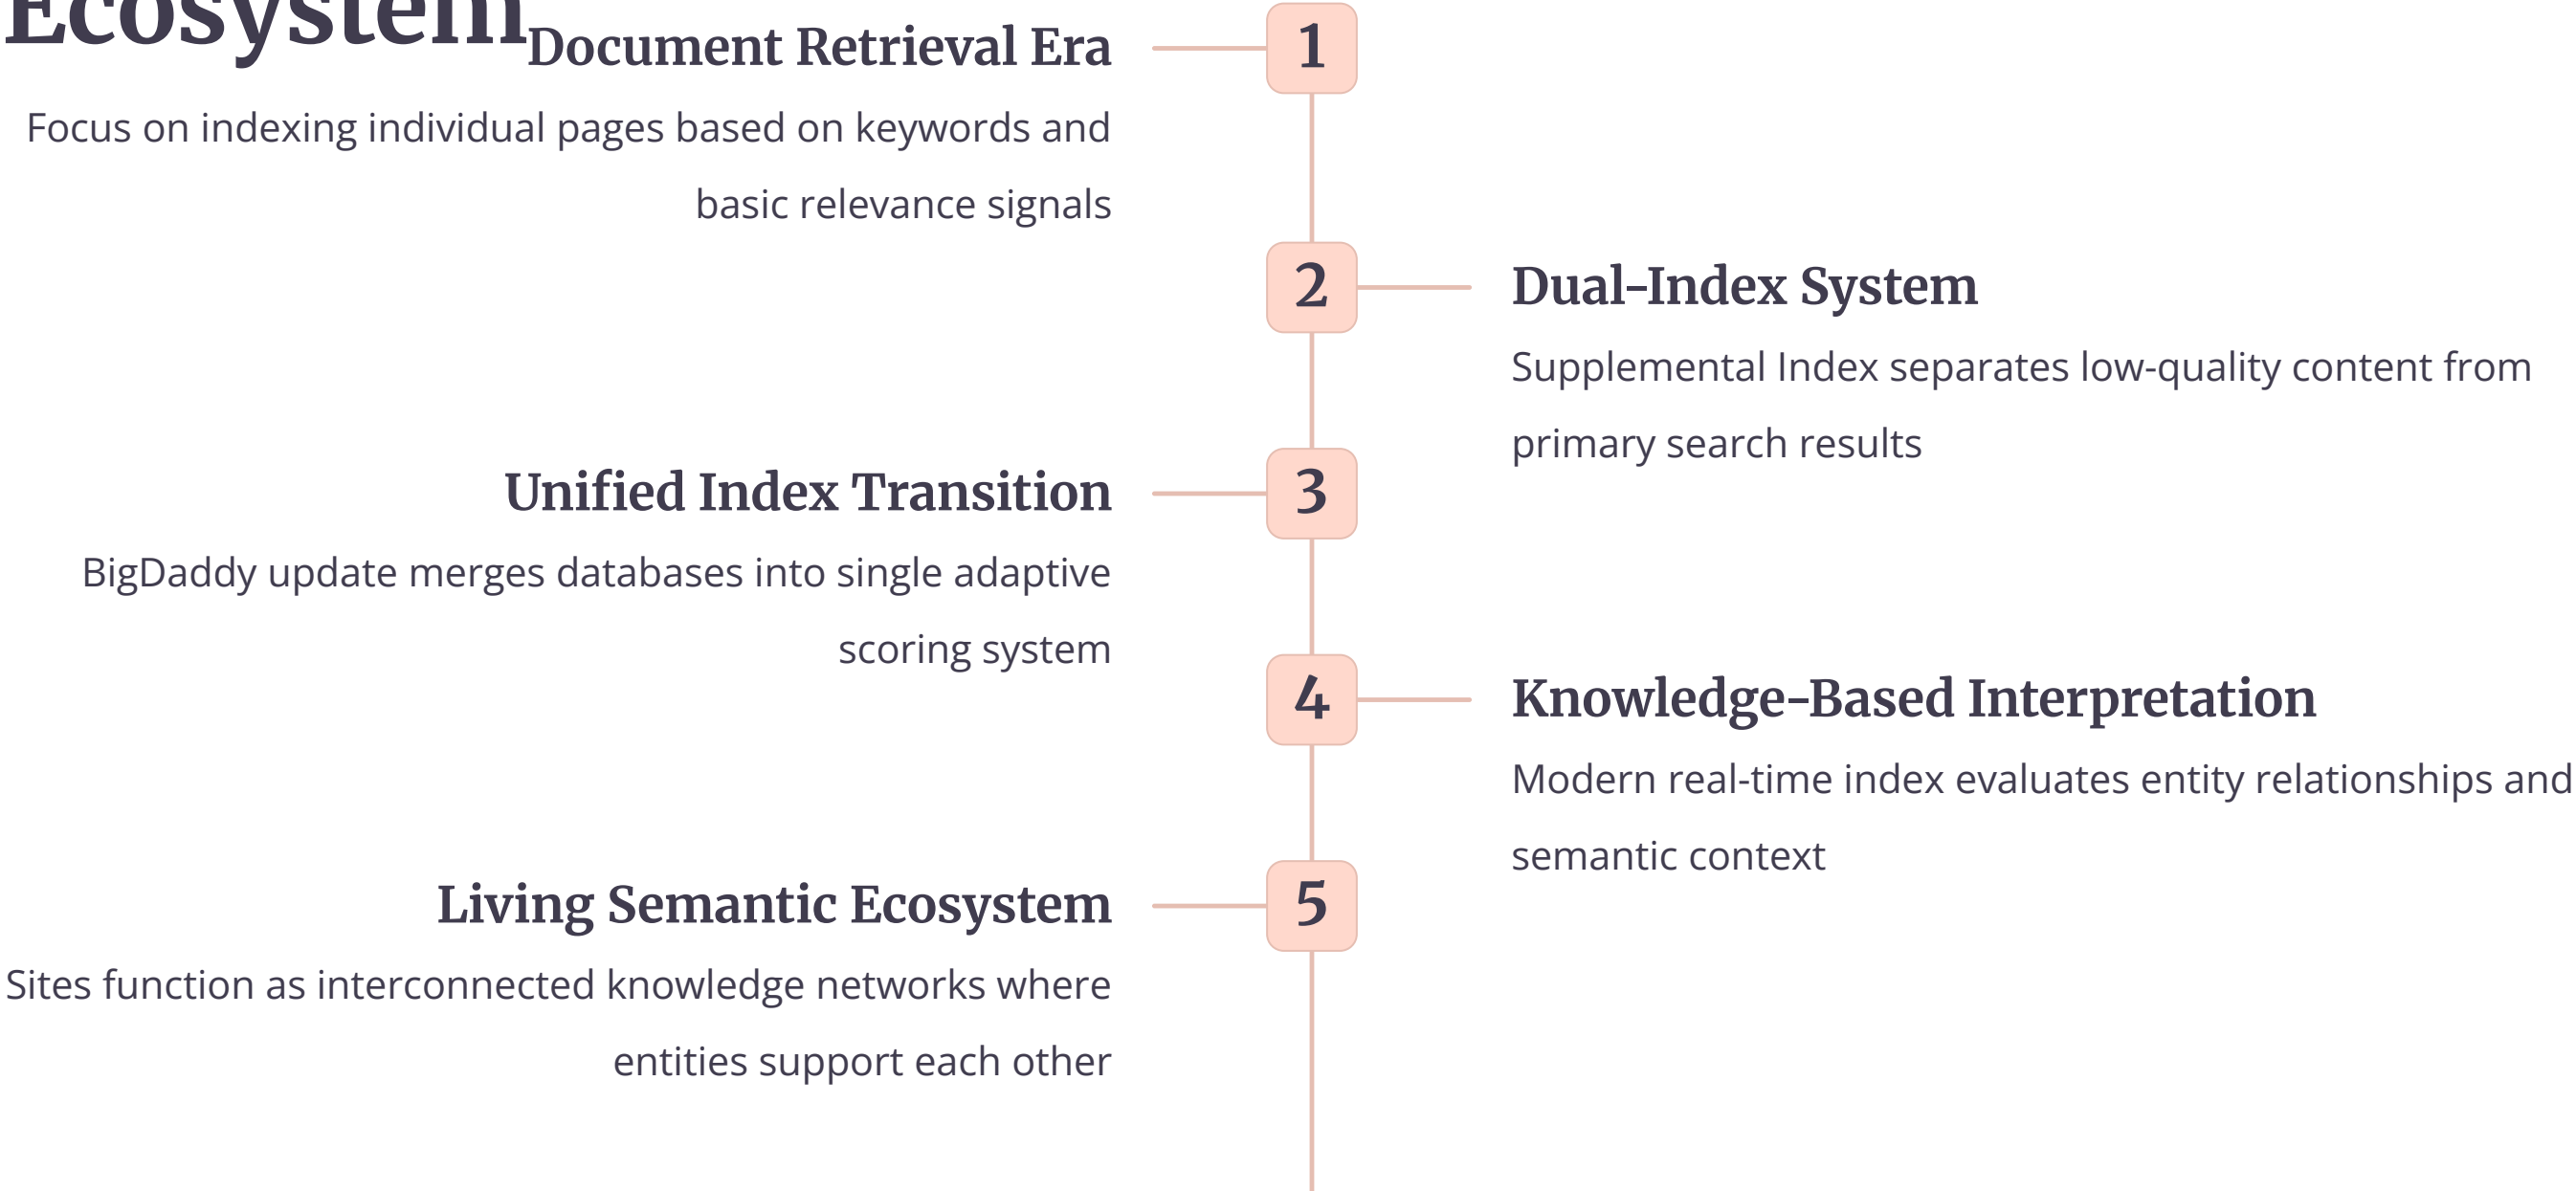 Ecosystem
Document Retrieval Era
1
Focus on indexing individual pages based on keywords and
basic relevance signals
2
Dual-Index System
Supplemental Index separates low-quality content from
primary search results
Unified Index Transition
3
BigDaddy update merges databases into single adaptive
scoring system
4
Knowledge-Based Interpretation
Modern real-time index evaluates entity relationships and
semantic context
Living Semantic Ecosystem
5
Sites function as interconnected knowledge networks where
entities support each other